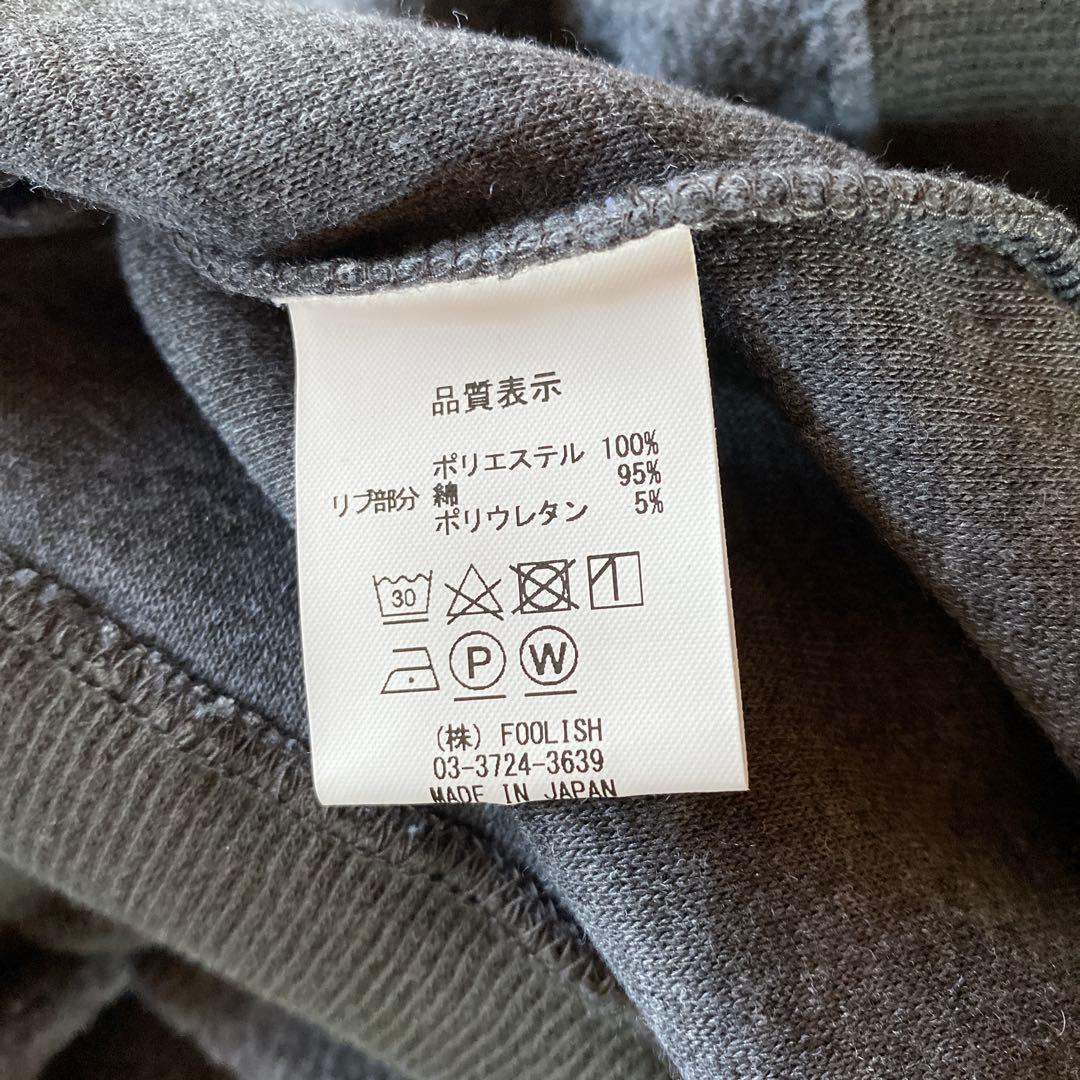 品質表示
ポリエステル 100%
リブ部分 綿 95%
ポリウレタン 5%
30
P W
(株) FOOLISH
03-3724-3639
MADE IN JAPAN